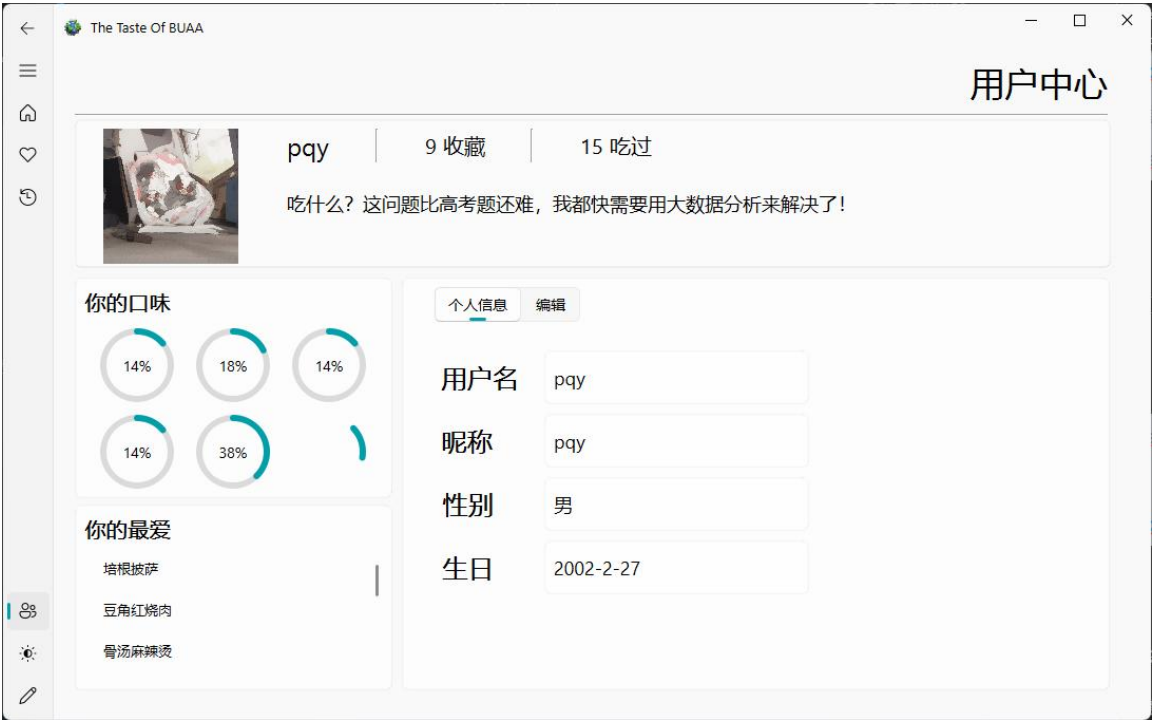 The Taste Of BUAA
用户中心
pqy
9 收藏
15 吃过
吃什么？这问题比高考题还难，我都快需要用大数据分析来解决了！
你的口味
14%
18%
14%
14%
38%
你的最爱
培根披萨
豆角红烧肉
骨汤麻辣烫
个人信息
编辑
用户名
pqy
昵称
pqy
性别
男
生日
2002-2-27